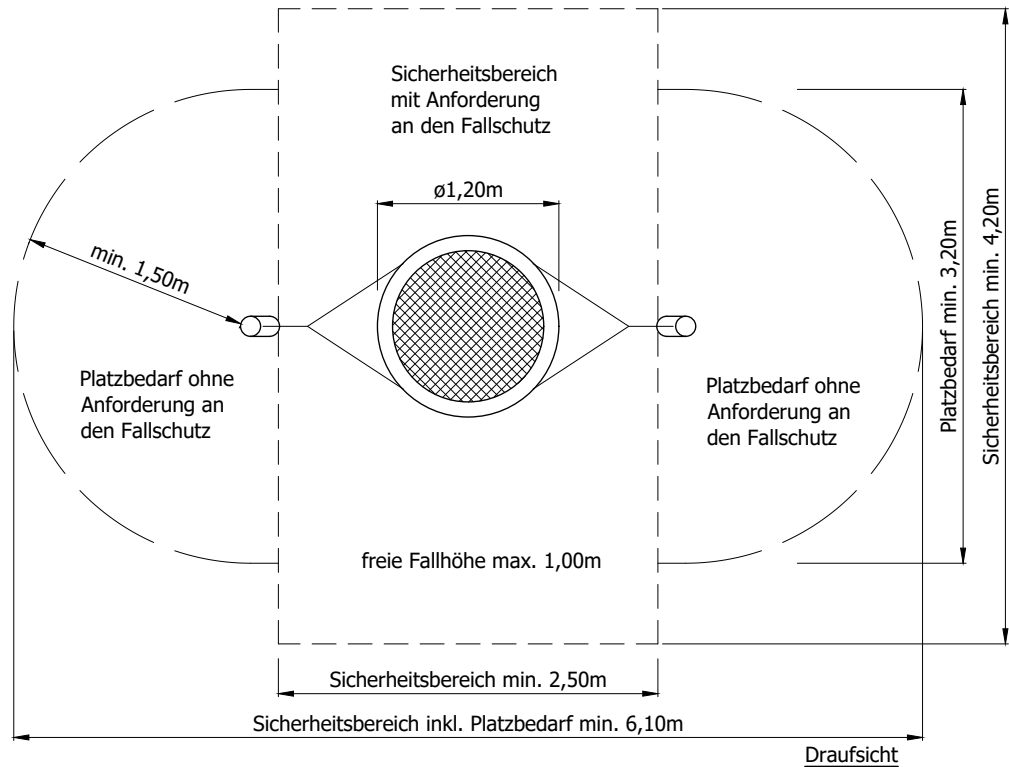 Sicherheitsbereich
mit Anforderung
an den Fallschutz
ø1,20m
min. 1,50m
Platzbedarf ohne
Anforderung an
den Fallschutz
Platzbedarf ohne
Anforderung an
den Fallschutz
Platzbedarf min. 3,20m
Sicherheitsbereich min. 4,20m
freie Fallhöhe max. 1,00m
Sicherheitsbereich min. 2,50m
Sicherheitsbereich inkl. Platzbedarf min. 6,10m
Draufsicht